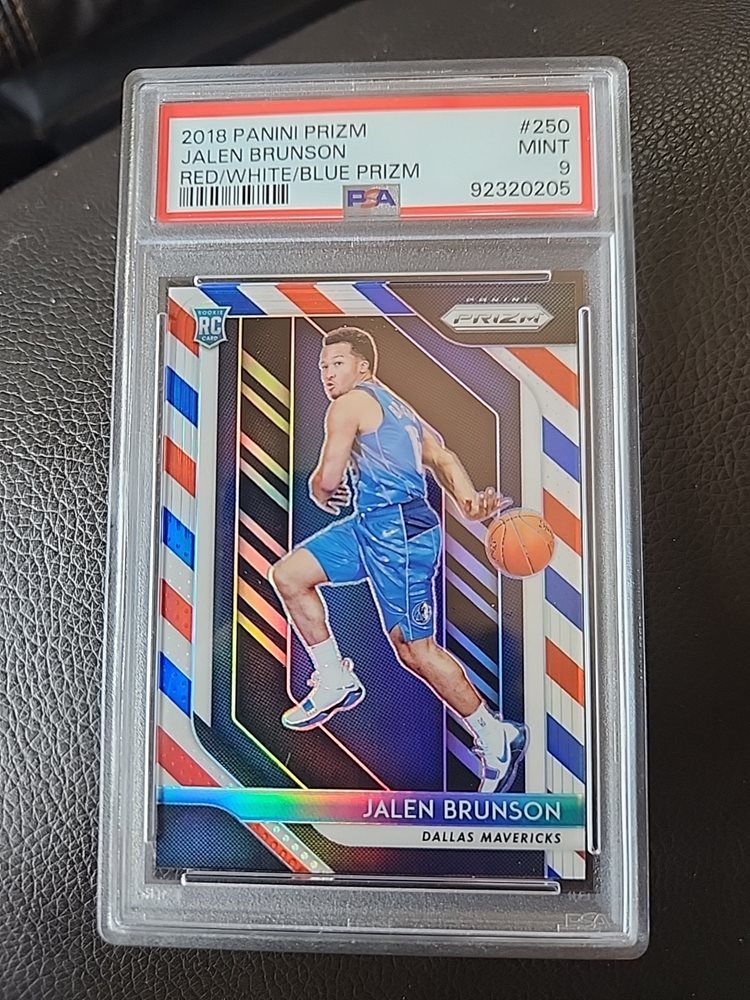 2018 PANINI PRIZM #250
JALEN BRUNSON MINT
RED/WHITE/BLUE PRIZM 9
PSA 92320205
ROOKIE
RC
CARD
PANINI
PRIZM
JALEN BRUNSON
DALLAS MAVERICKS
PSA